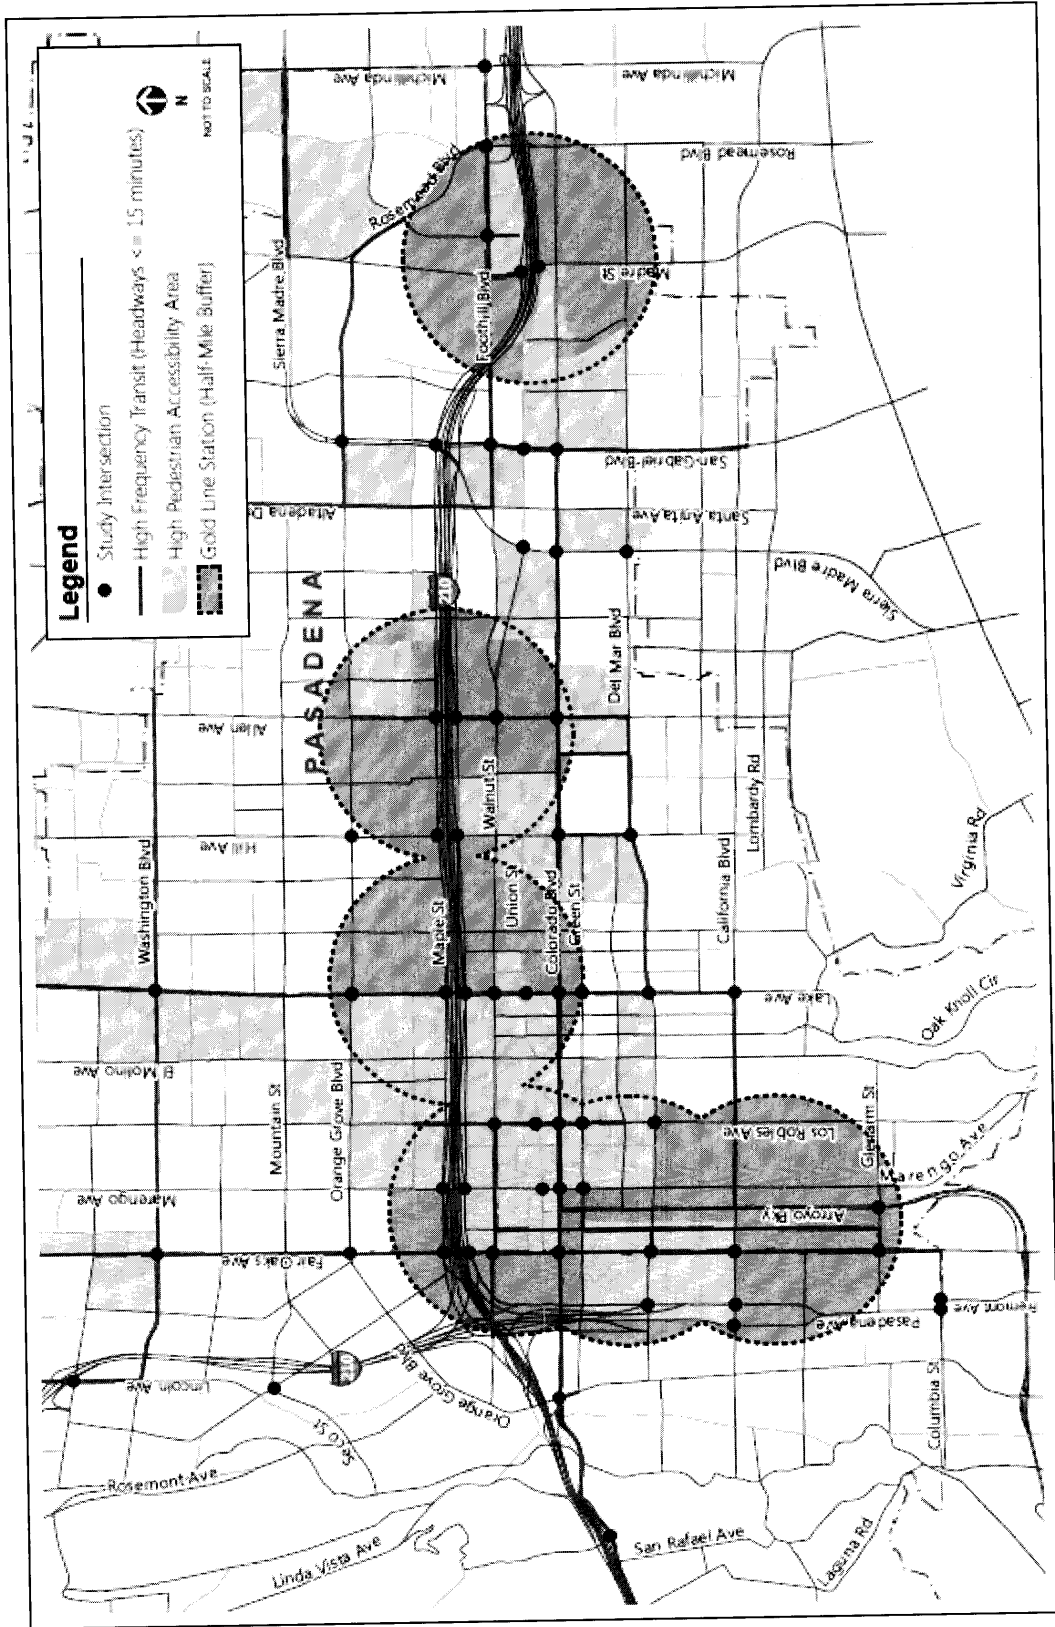 Legend
Study Intersection
High Frequency Transit (Headways <= 15 minutes)
High Pedestrian Accessibility Area
Gold Line Station (Half-Mile Buffer)
N
NOT TO SCALE
PASADENA
Michillinda Ave
Michillinda Ave
Rosemead Blvd
Rosemead Blvd
Sierra Madre Blvd
Foothill Blvd
Madre St
San Gabriel Blvd
Altadena Dr
Santa Anita Ave
Sierra Madre Blvd
210
Del Mar Blvd
Allen Ave
Walnut St
Lombardy Rd
Hill Ave
Washington Blvd
Maple St
Union St
Colorado Blvd
Green St
California Blvd
Virginia Rd
Lake Ave
Oak Knoll Cir
El Molino Ave
Mountain St
Orange Grove Blvd
Los Robles Ave
Glenarm St
Marengo Ave
Marengo Ave
Arroyo Pky
Fair Oaks Ave
Fremont Ave
Pasadena Ave
210
Lincoln Ave
Orange Grove Blvd
Seco St
Columbia St
Rosemont Ave
Linda Vista Ave
San Rafael Ave
Laguna Rd